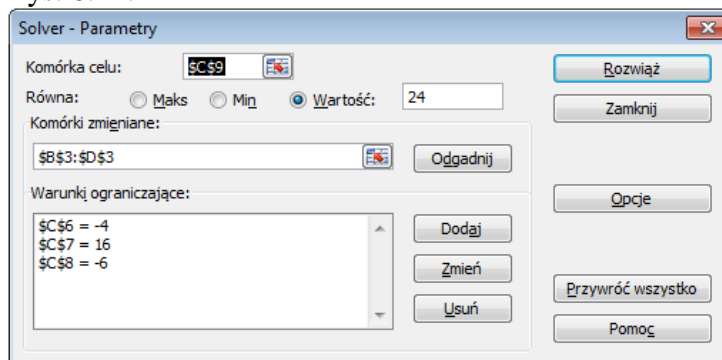 Solver - Parametry
Komórka celu: $C$9
Rozwiąż
Równa: Maks Min Wartość: 24
Zamknij
Komórki zmieniane:
$B$3:$D$3
Odgadnij
Warunki ograniczające:
Opcje
$C$6 = -4
$C$7 = 16
$C$8 = -6
Dodaj
Zmień
Usuń
Przywróć wszystko
Pomoc